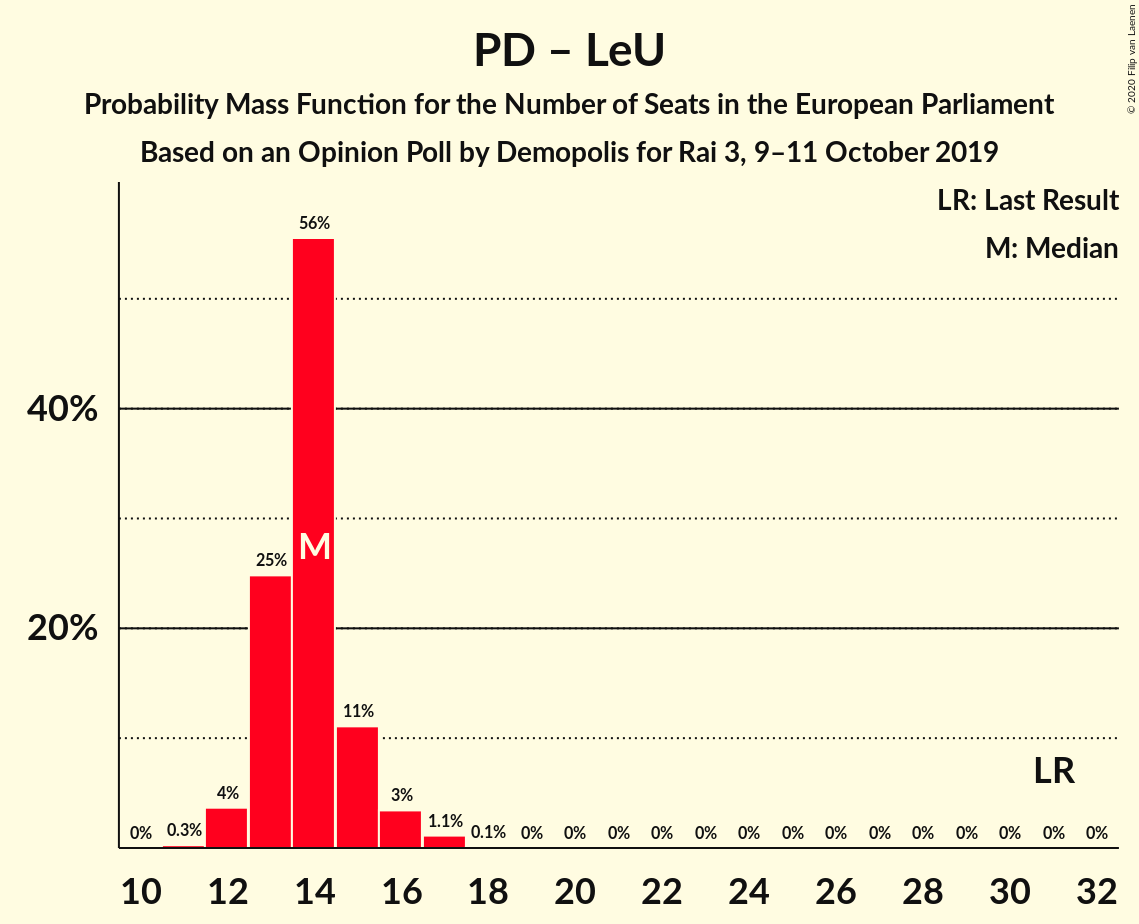 PD – LeU
Probability Mass Function for the Number of Seats in the European Parliament
Based on an Opinion Poll by Demopolis for Rai 3, 9–11 October 2019
© 2020 Filip van Laenen
LR: Last Result
M: Median
56%
40%
M
25%
20%
11%
LR
4%
3%
1.1%
0% 0.3% 0.1% 0% 0% 0% 0% 0% 0% 0% 0% 0% 0% 0% 0% 0% 0%
10 12 14 16 18 20 22 24 26 28 30 32